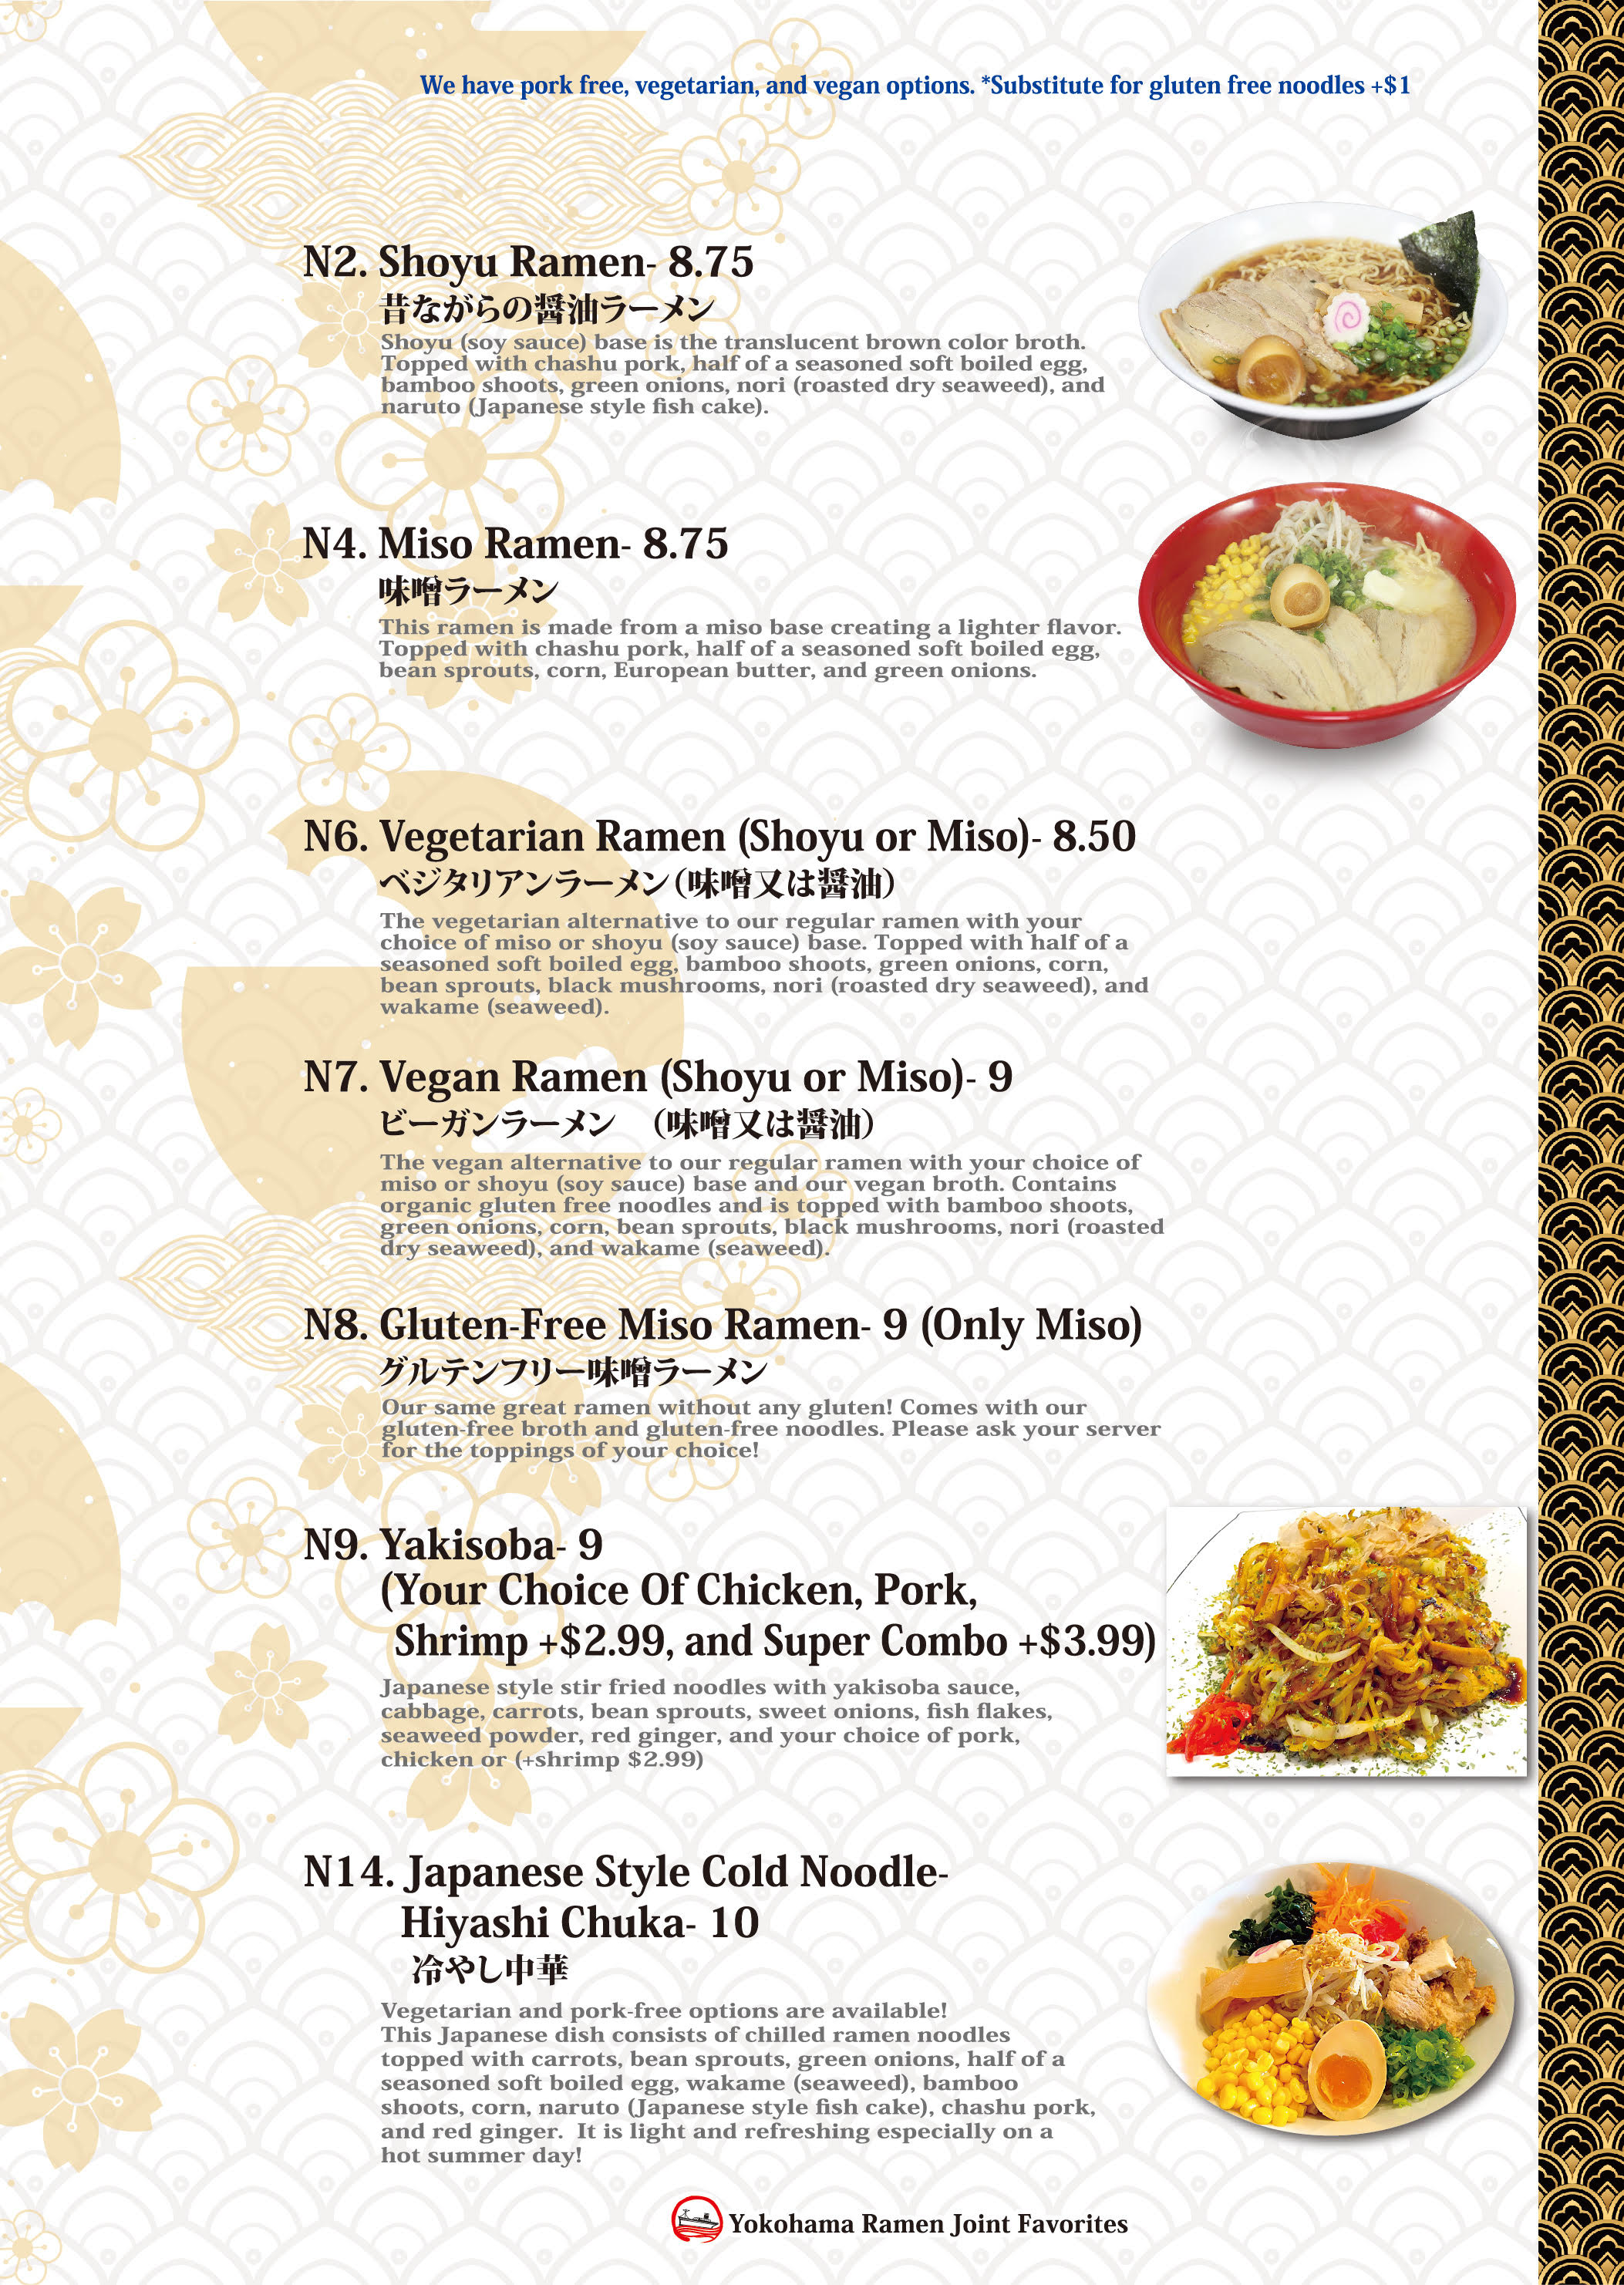 We have pork free, vegetarian, and vegan options. *Substitute for gluten free noodles +$1
N2. Shoyu Ramen- 8.75
昔ながらの醤油ラーメン
Shoyu (soy sauce) base is the translucent brown color broth.
Topped with chashu pork, half of a seasoned soft boiled egg,
bamboo shoots, green onions, nori (roasted dry seaweed), and
naruto (Japanese style fish cake).
N4. Miso Ramen- 8.75
味噌ラーメン
This ramen is made from a miso base creating a lighter flavor.
Topped with chashu pork, half of a seasoned soft boiled egg,
bean sprouts, corn, European butter, and green onions.
N6. Vegetarian Ramen (Shoyu or Miso)- 8.50
ベジタリアンラーメン（味噌又は醤油）
The vegetarian alternative to our regular ramen with your
choice of miso or shoyu (soy sauce) base. Topped with half of a
seasoned soft boiled egg, bamboo shoots, green onions, corn,
bean sprouts, black mushrooms, nori (roasted dry seaweed), and
wakame (seaweed).
N7. Vegan Ramen (Shoyu or Miso)- 9
ビーガンラーメン　（味噌又は醤油）
The vegan alternative to our regular ramen with your choice of
miso or shoyu (soy sauce) base and our vegan broth. Contains
organic gluten free noodles and is topped with bamboo shoots,
green onions, corn, bean sprouts, black mushrooms, nori (roasted
dry seaweed), and wakame (seaweed).
N8. Gluten-Free Miso Ramen- 9 (Only Miso)
グルテンフリー味噌ラーメン
Our same great ramen without any gluten! Comes with our
gluten-free broth and gluten-free noodles. Please ask your server
for the toppings of your choice!
N9. Yakisoba- 9
(Your Choice Of Chicken, Pork,
Shrimp +$2.99, and Super Combo +$3.99)
Japanese style stir fried noodles with yakisoba sauce,
cabbage, carrots, bean sprouts, sweet onions, fish flakes,
seaweed powder, red ginger, and your choice of pork,
chicken or (+shrimp $2.99)
N14. Japanese Style Cold Noodle-
Hiyashi Chuka- 10
冷やし中華
Vegetarian and pork-free options are available!
This Japanese dish consists of chilled ramen noodles
topped with carrots, bean sprouts, green onions, half of a
seasoned soft boiled egg, wakame (seaweed), bamboo
shoots, corn, naruto (Japanese style fish cake), chashu pork,
and red ginger.  It is light and refreshing especially on a
hot summer day!
Yokohama Ramen Joint Favorites